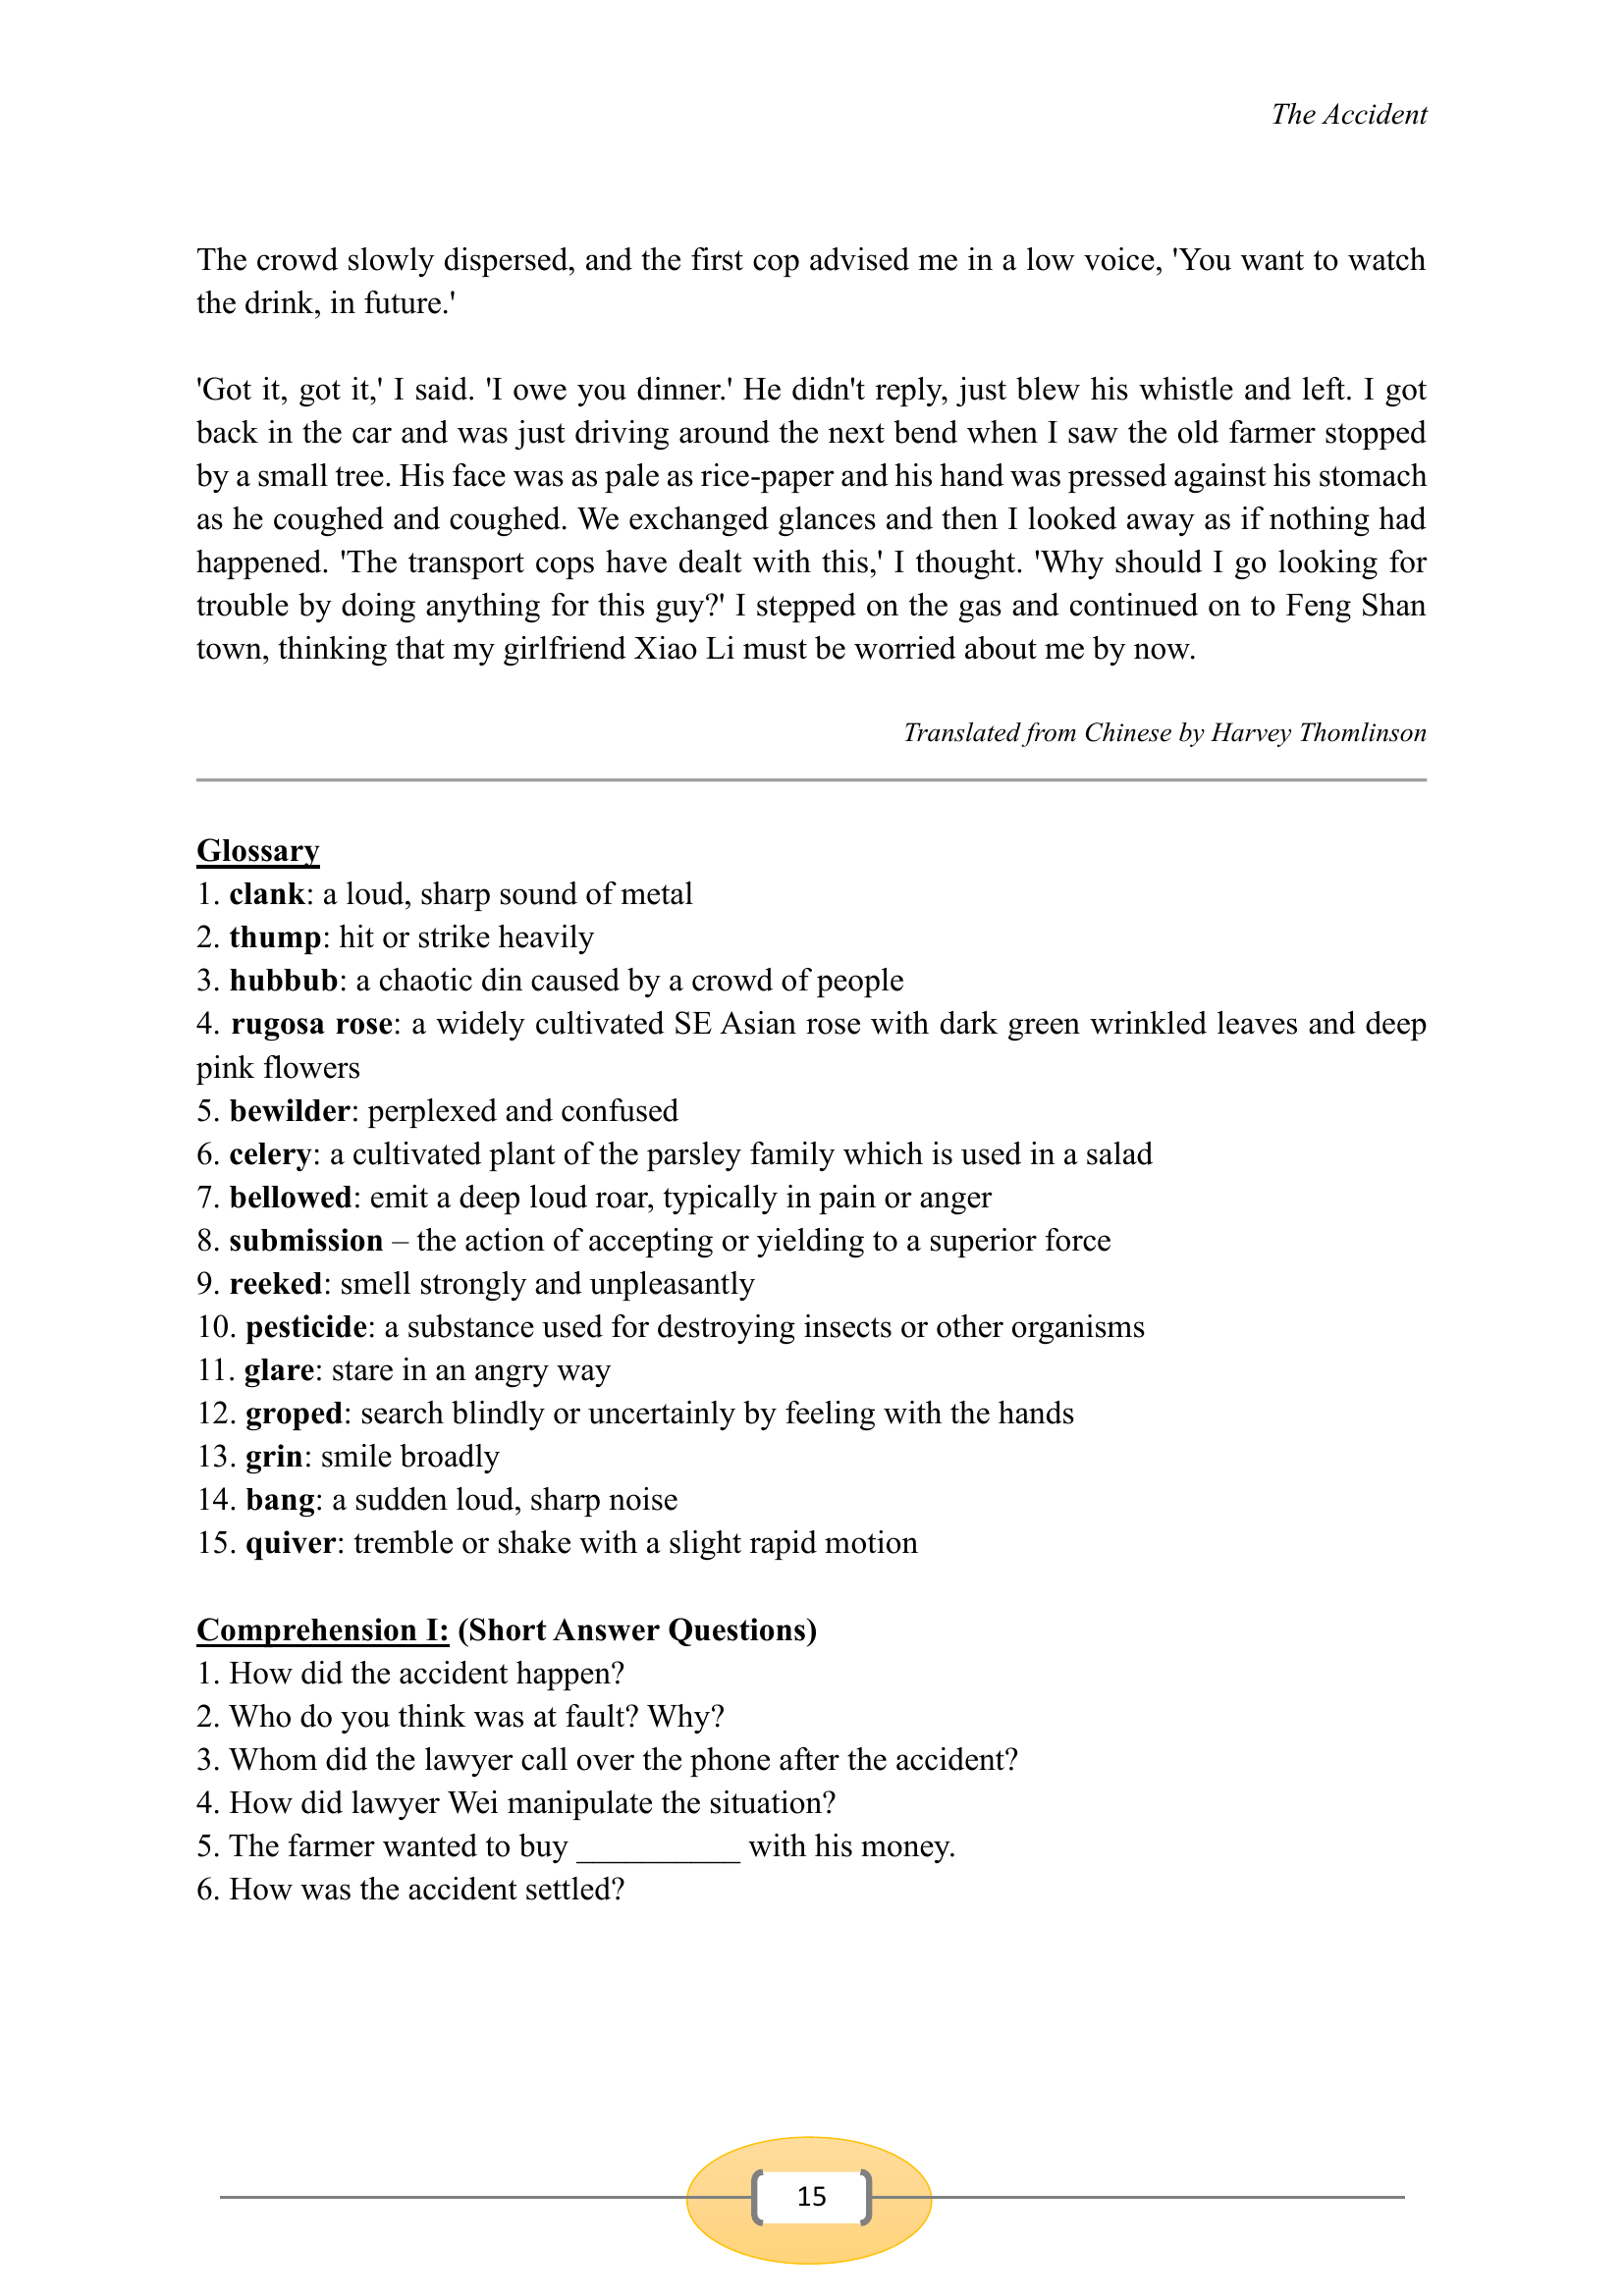 The Accident
The crowd slowly dispersed, and the first cop advised me in a low voice, 'You want to watch
the drink, in future.'
'Got it, got it,' I said. 'I owe you dinner.' He didn't reply, just blew his whistle and left. I got
back in the car and was just driving around the next bend when I saw the old farmer stopped
by a small tree. His face was as pale as rice-paper and his hand was pressed against his stomach
as he coughed and coughed. We exchanged glances and then I looked away as if nothing had
happened. 'The transport cops have dealt with this,' I thought. 'Why should I go looking for
trouble by doing anything for this guy?' I stepped on the gas and continued on to Feng Shan
town, thinking that my girlfriend Xiao Li must be worried about me by now.
Translated from Chinese by Harvey Thomlinson
Glossary
1. clank: a loud, sharp sound of metal
2. thump: hit or strike heavily
3. hubbub: a chaotic din caused by a crowd of people
4. rugosa rose: a widely cultivated SE Asian rose with dark green wrinkled leaves and deep
pink flowers
5. bewilder: perplexed and confused
6. celery: a cultivated plant of the parsley family which is used in a salad
7. bellowed: emit a deep loud roar, typically in pain or anger
8. submission – the action of accepting or yielding to a superior force
9. reeked: smell strongly and unpleasantly
10. pesticide: a substance used for destroying insects or other organisms
11. glare: stare in an angry way
12. groped: search blindly or uncertainly by feeling with the hands
13. grin: smile broadly
14. bang: a sudden loud, sharp noise
15. quiver: tremble or shake with a slight rapid motion
Comprehension I: (Short Answer Questions)
1. How did the accident happen?
2. Who do you think was at fault? Why?
3. Whom did the lawyer call over the phone after the accident?
4. How did lawyer Wei manipulate the situation?
5. The farmer wanted to buy __________ with his money.
6. How was the accident settled?
15